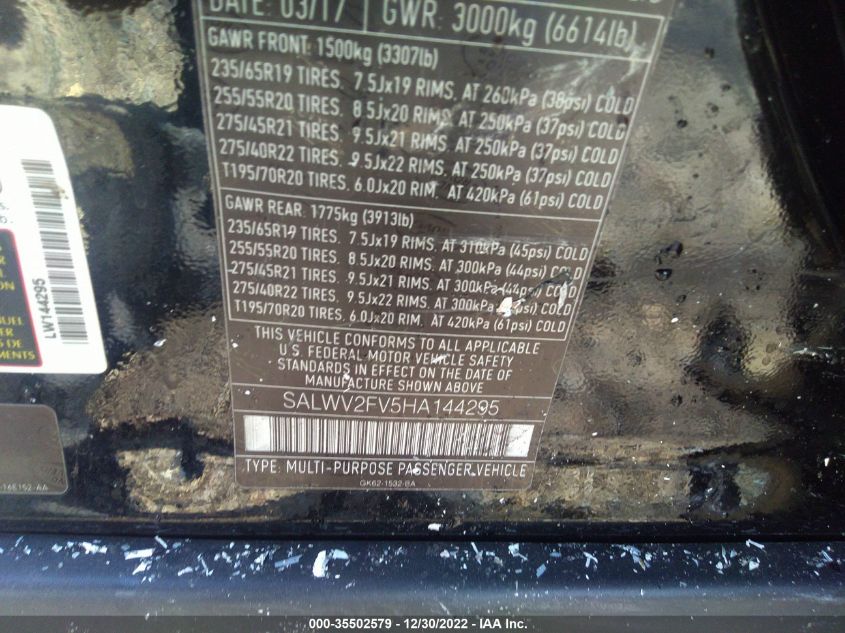 DATE: 03/17 GWR: 3000kg (6614lb)
GAWR FRONT: 1500kg (3307lb)
235/65R19 TIRES. 7.5Jx19 RIMS. AT 260kPa (38psi) COLD
255/55R20 TIRES. 8.5Jx20 RIMS. AT 250kPa (37psi) COLD
275/45R21 TIRES. 9.5Jx21 RIMS. AT 250kPa (37psi) COLD
275/40R22 TIRES. 9.5Jx22 RIMS. AT 250kPa (37psi) COLD
T195/70R20 TIRES. 6.0Jx20 RIM. AT 420kPa (61psi) COLD
GAWR REAR: 1775kg (3913lb)
235/65R19 TIRES. 7.5Jx19 RIMS. AT 310kPa (45psi) COLD
255/55R20 TIRES. 8.5Jx20 RIMS. AT 300kPa (44psi) COLD
275/45R21 TIRES. 9.5Jx21 RIMS. AT 300kPa (44psi) COLD
275/40R22 TIRES. 9.5Jx22 RIMS. AT 300kPa COLD
T195/70R20 TIRES. 6.0Jx20 RIM. AT 420kPa (61psi) COLD
THIS VEHICLE CONFORMS TO ALL APPLICABLE
U.S. FEDERAL MOTOR VEHICLE SAFETY
STANDARDS IN EFFECT ON THE DATE OF
MANUFACTURE SHOWN ABOVE
SALWV2FV5HA144295
TYPE: MULTI-PURPOSE PASSENGER VEHICLE
GK62-1532-BA
LW144295
UEL
S DE
EMENTS
-16E152-AA
000-35502579 - 12/30/2022 - IAA Inc.